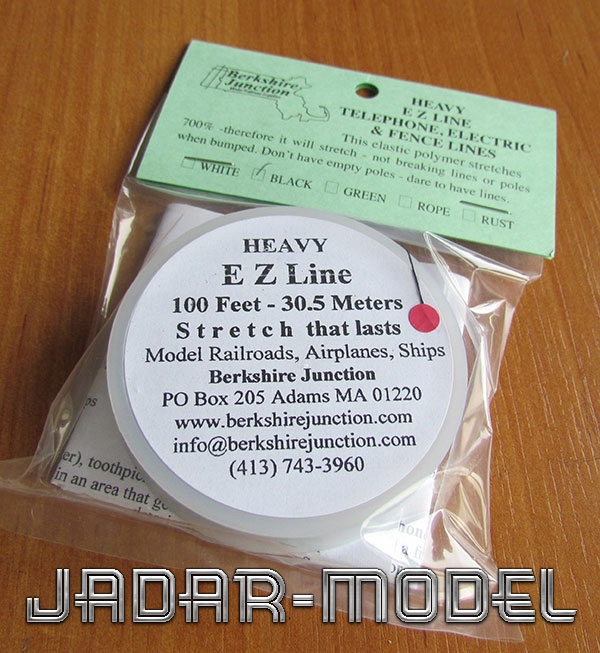 Berkshire
Junction
HEAVY
E Z LINE
TELEPHONE, ELECTRIC
& FENCE LINES
This elastic polymer stretches
700% -therefore it will stretch - not breaking lines or poles
when bumped. Don't have empty poles - dare to have lines.
WHITE BLACK GREEN ROPE RUST
HEAVY
E Z Line
100 Feet - 30.5 Meters
Stretch that lasts
Model Railroads, Airplanes, Ships
Berkshire Junction
PO Box 205 Adams MA 01220
www.berkshirejunction.com
info@berkshirejunction.com
(413) 743-3960
toothpic
in an area that
JADAR-MODEL